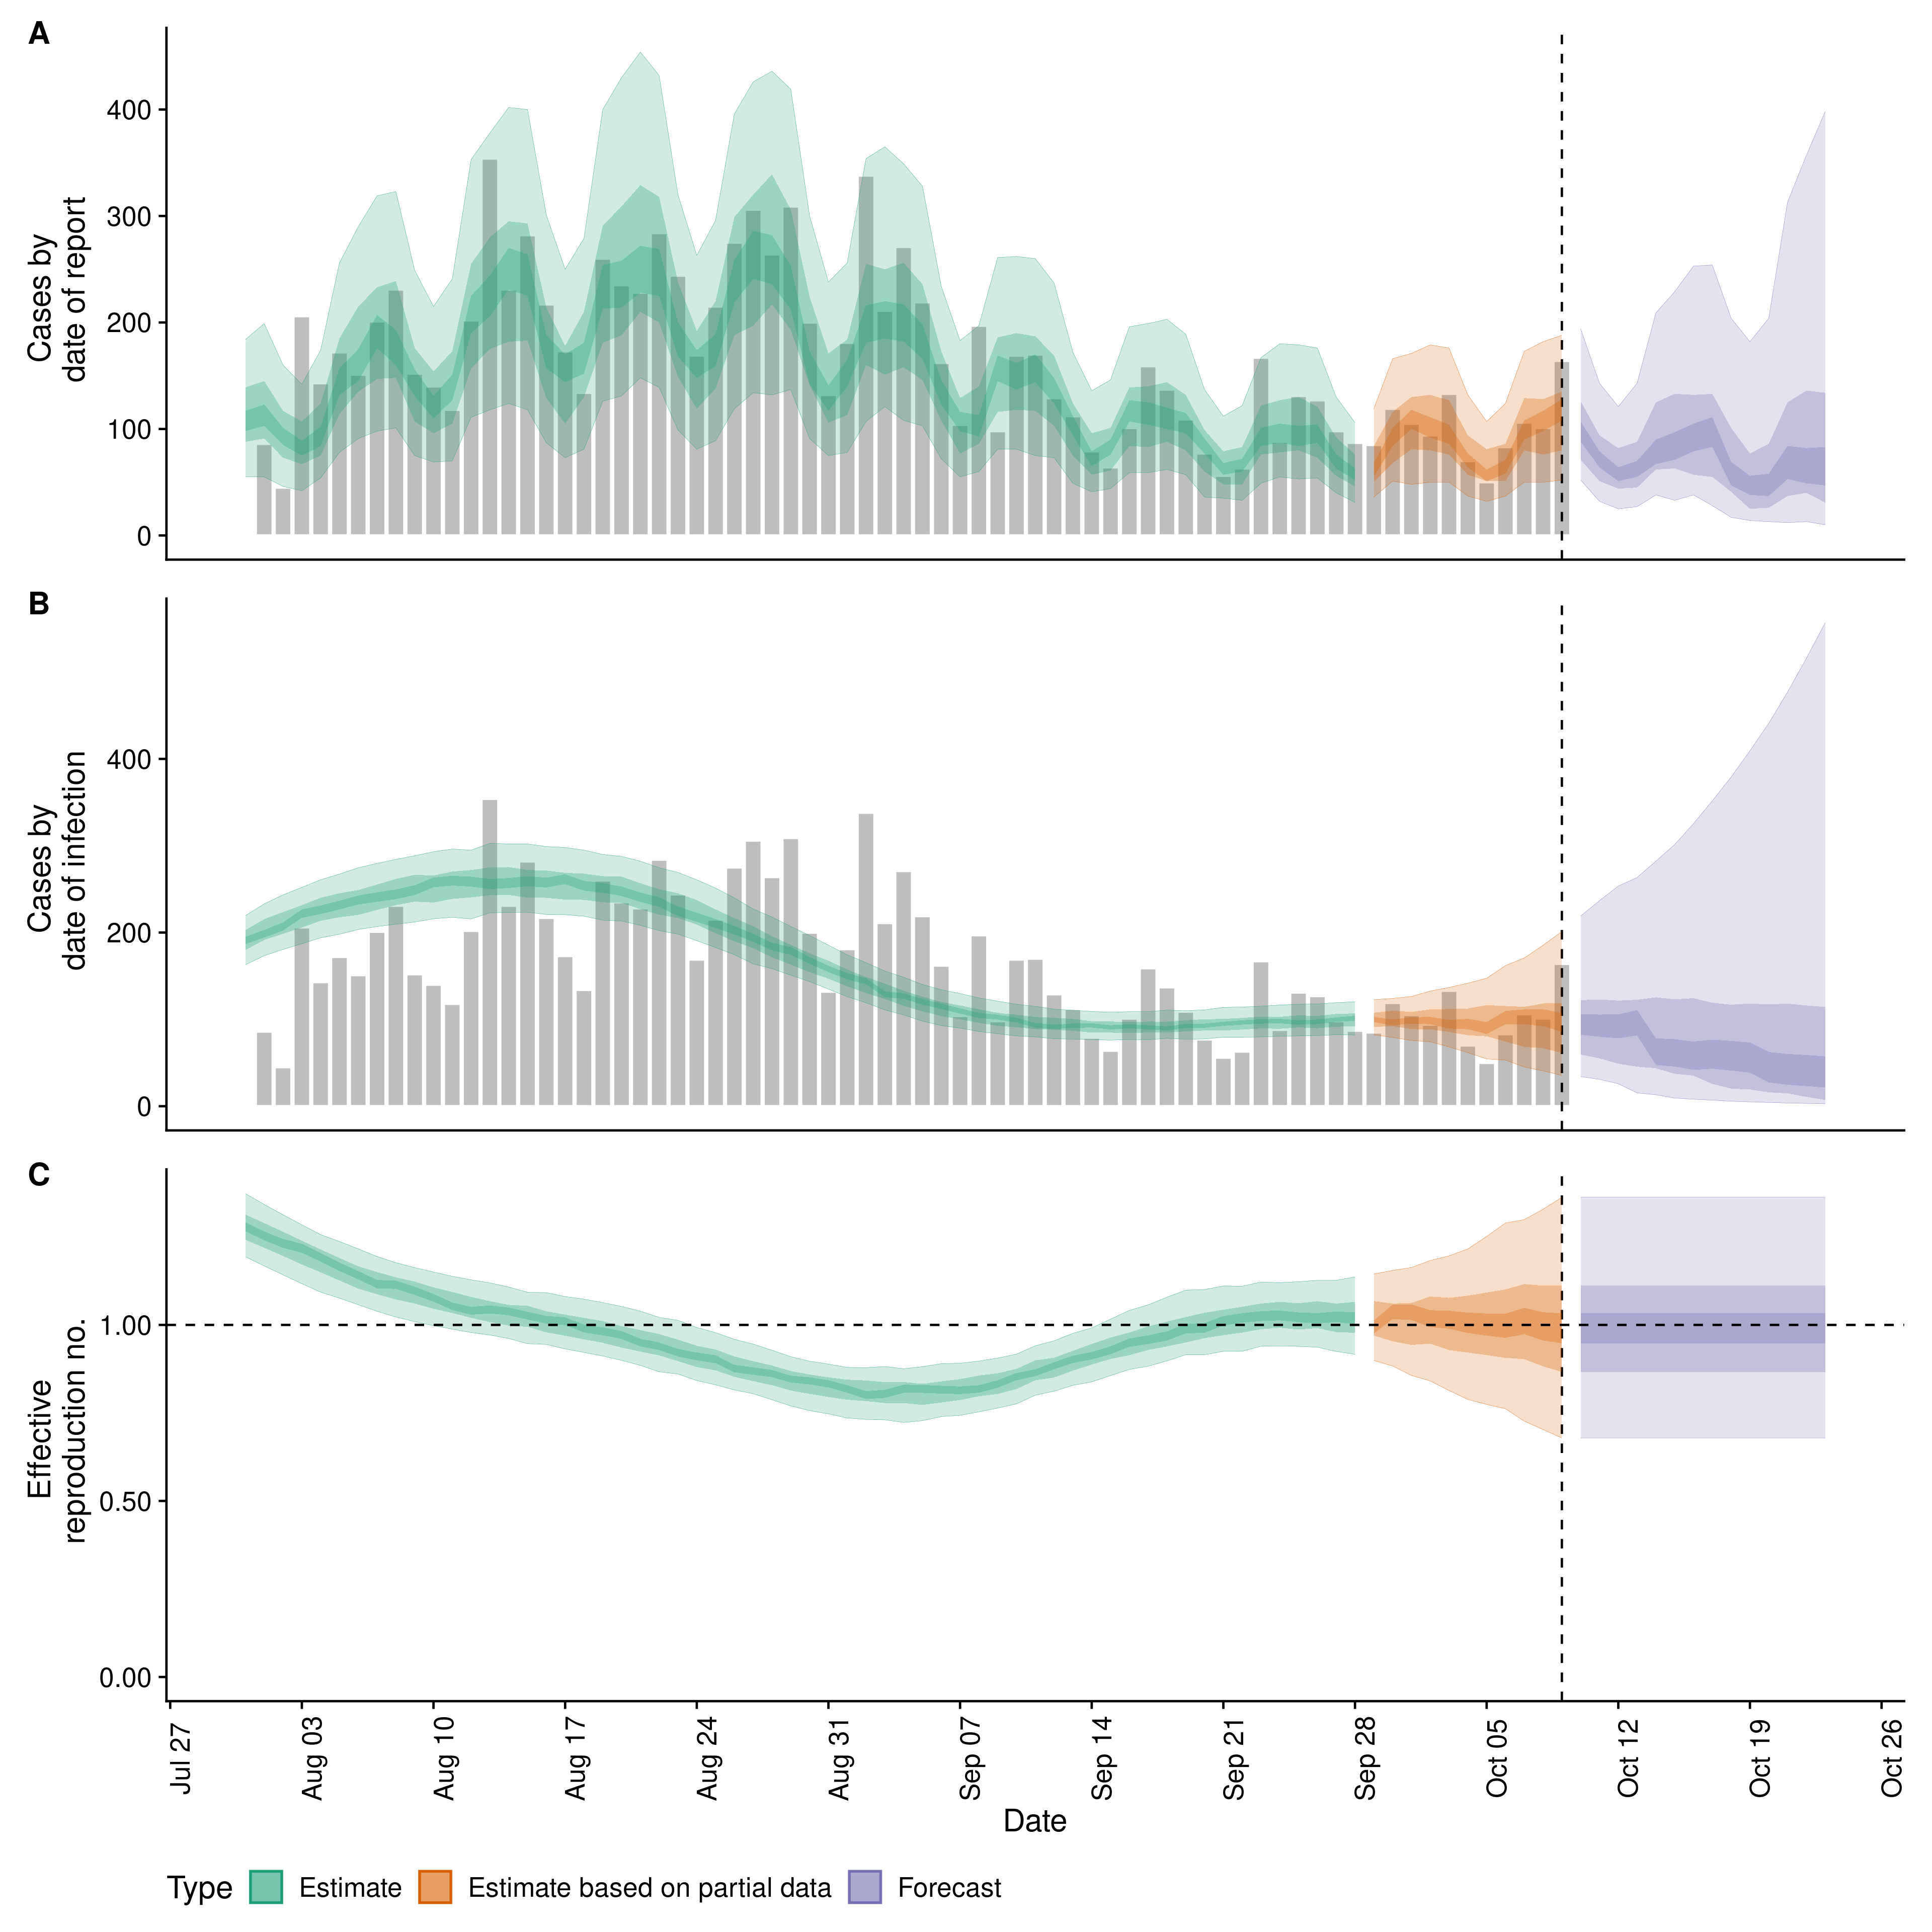 A
Cases by
date of report
400
300
200
100
0
B
Cases by
date of infection
400
200
0
C
Effective
reproduction no.
1.00
0.50
0.00
Jul 27
Aug 03
Aug 10
Aug 17
Aug 24
Aug 31
Sep 07
Sep 14
Sep 21
Sep 28
Oct 05
Oct 12
Oct 19
Oct 26
Date
Type Estimate Estimate based on partial data Forecast